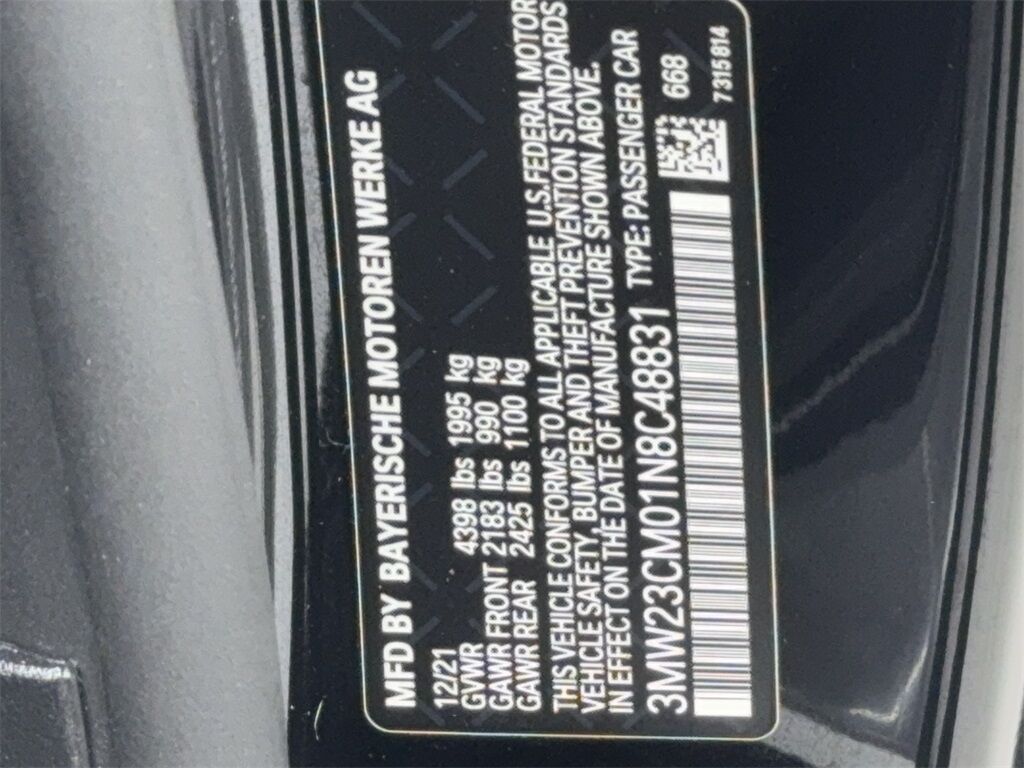 MFD BY BAYERISCHE MOTOREN WERKE AG
12/21
GVWR 4398 lbs 1995 kg
GAWR FRONT 2183 lbs 990 kg
GAWR REAR 2425 lbs 1100 kg
THIS VEHICLE CONFORMS TO ALL APPLICABLE U.S. FEDERAL MOTOR
VEHICLE SAFETY, BUMPER AND THEFT PREVENTION STANDARDS
IN EFFECT ON THE DATE OF MANUFACTURE SHOWN ABOVE.
3MW23CM01N8C48831 TYPE: PASSENGER CAR
668
7315814